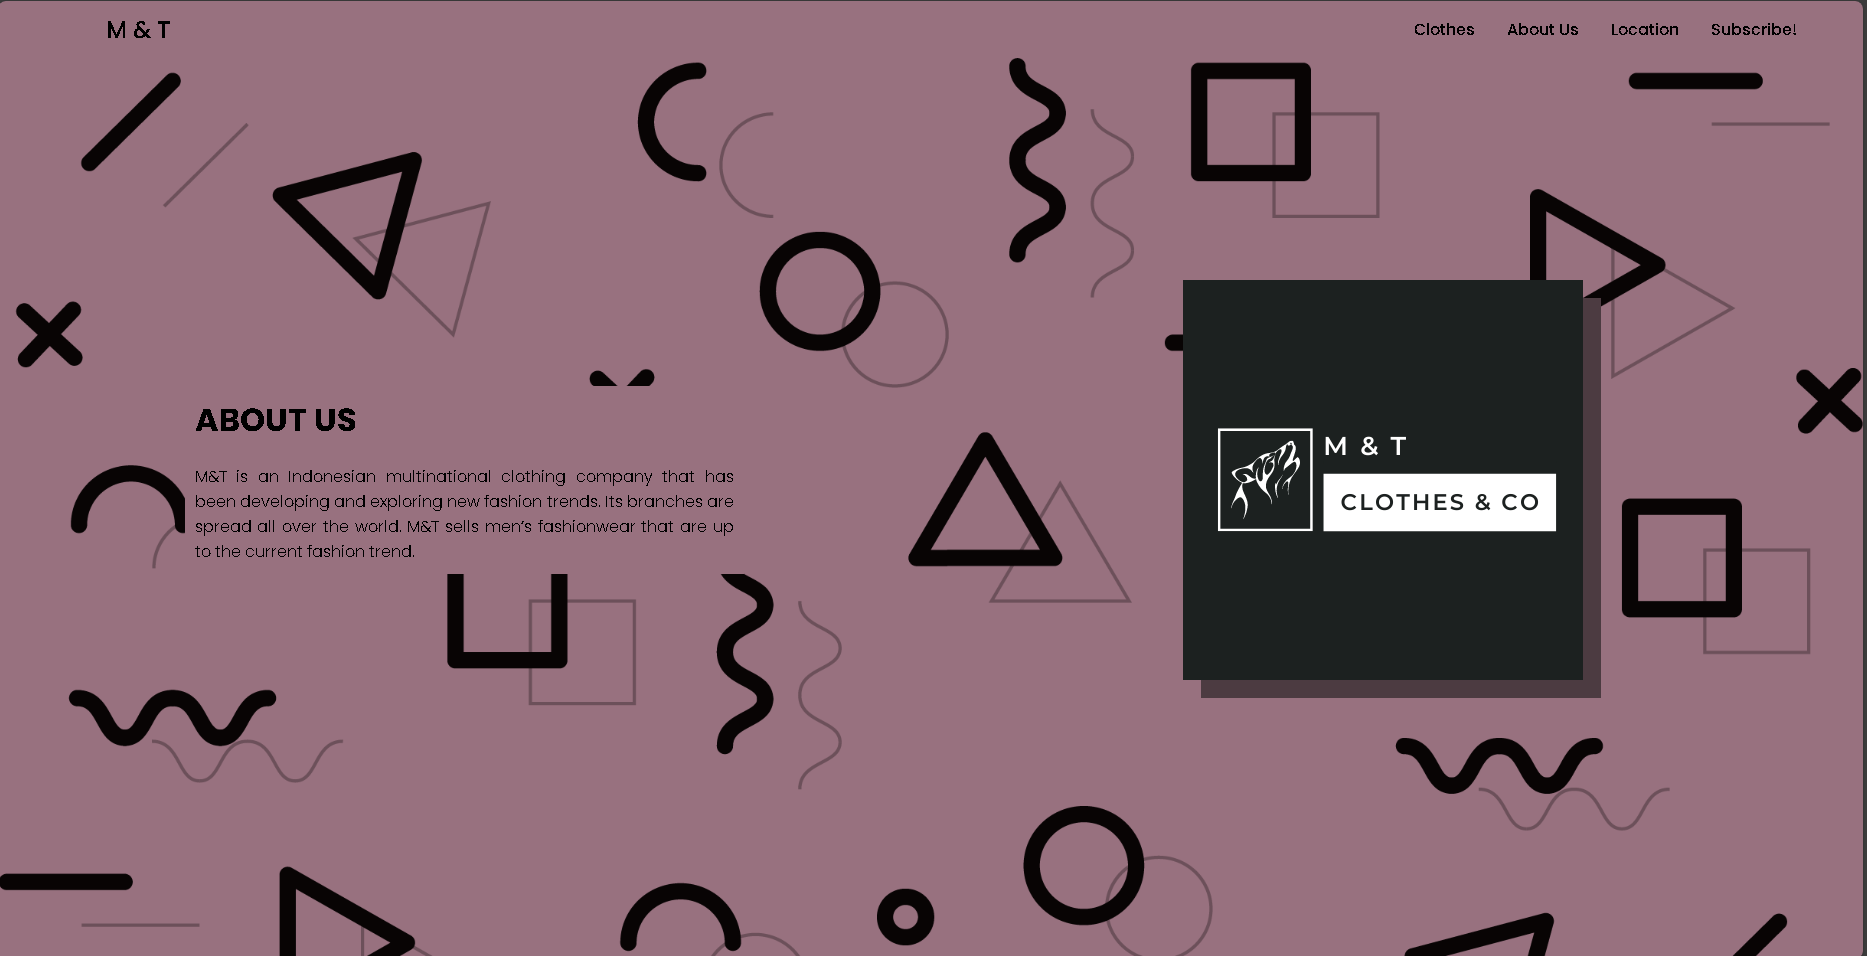 M & T
Clothes About Us Location Subscribe!
ABOUT US
M&T is an Indonesian multinational clothing company that has
been developing and exploring new fashion trends. Its branches are
spread all over the world. M&T sells men’s fashionwear that are up
to the current fashion trend.
M & T
CLOTHES & CO